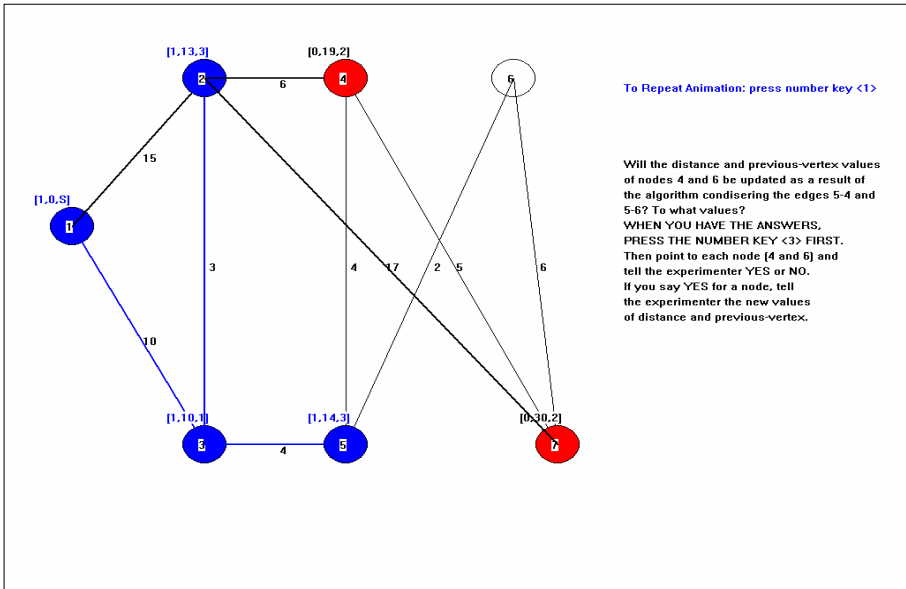 [1,13,3]
[0,19,2]
2
6
4
6
To Repeat Animation: press number key <1>
15
Will the distance and previous-vertex values
of nodes 4 and 6 be updated as a result of
the algorithm condisering the edges 5-4 and
5-6? To what values?
WHEN YOU HAVE THE ANSWERS,
PRESS THE NUMBER KEY <3> FIRST.
Then point to each node (4 and 6) and
tell the experimenter YES or NO.
If you say YES for a node, tell
the experimenter the new values
of distance and previous-vertex.
[1,0,S]
1
3
4
17
2
5
6
10
[1,10,1]
[1,14,3]
[0,30,2]
3
4
5
7